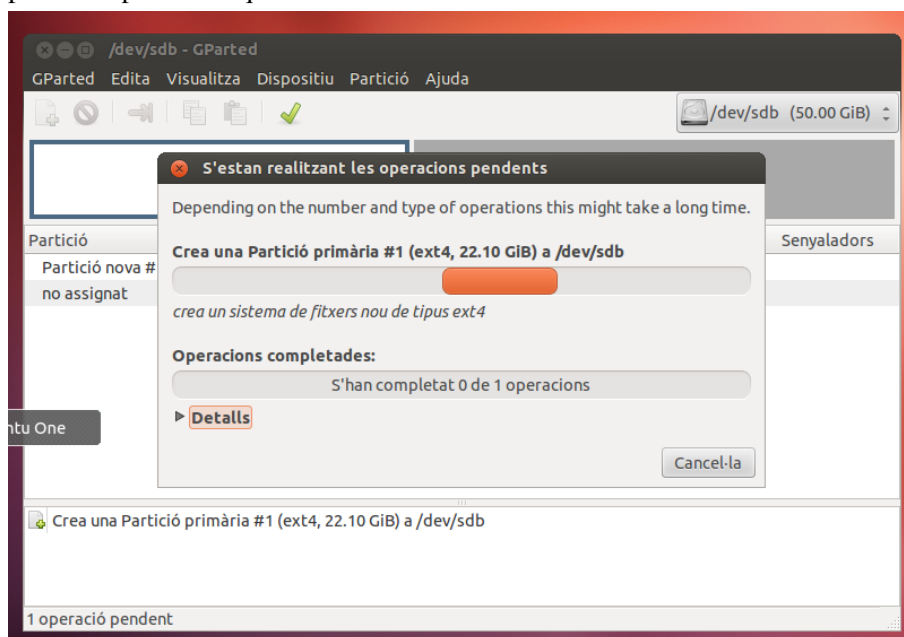 /dev/sdb - GParted
GParted Edita Visualitza Dispositiu Partició Ajuda
/dev/sdb (50.00 GiB)
S'estan realitzant les operacions pendents
Depending on the number and type of operations this might take a long time.
Partició
Senyaladors
Crea una Partició primària #1 (ext4, 22.10 GiB) a /dev/sdb
Partició nova #
no assignat
crea un sistema de fitxers nou de tipus ext4
Operacions completades:
S'han completat 0 de 1 operacions
Detalls
ntu One
Cancel·la
Crea una Partició primària #1 (ext4, 22.10 GiB) a /dev/sdb
1 operació pendent